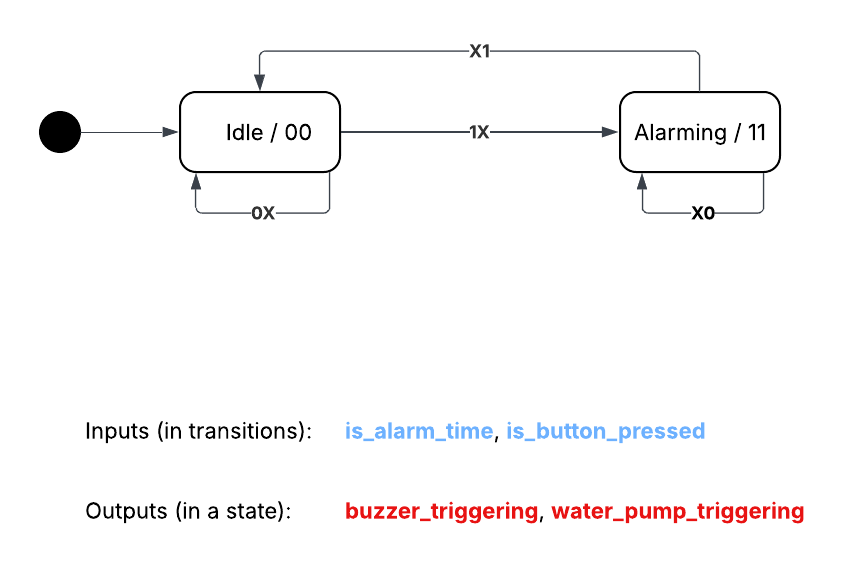 X1
Idle / 00
1X
Alarming / 11
0X
X0
Inputs (in transitions): is_alarm_time, is_button_pressed
Outputs (in a state): buzzer_triggering, water_pump_triggering